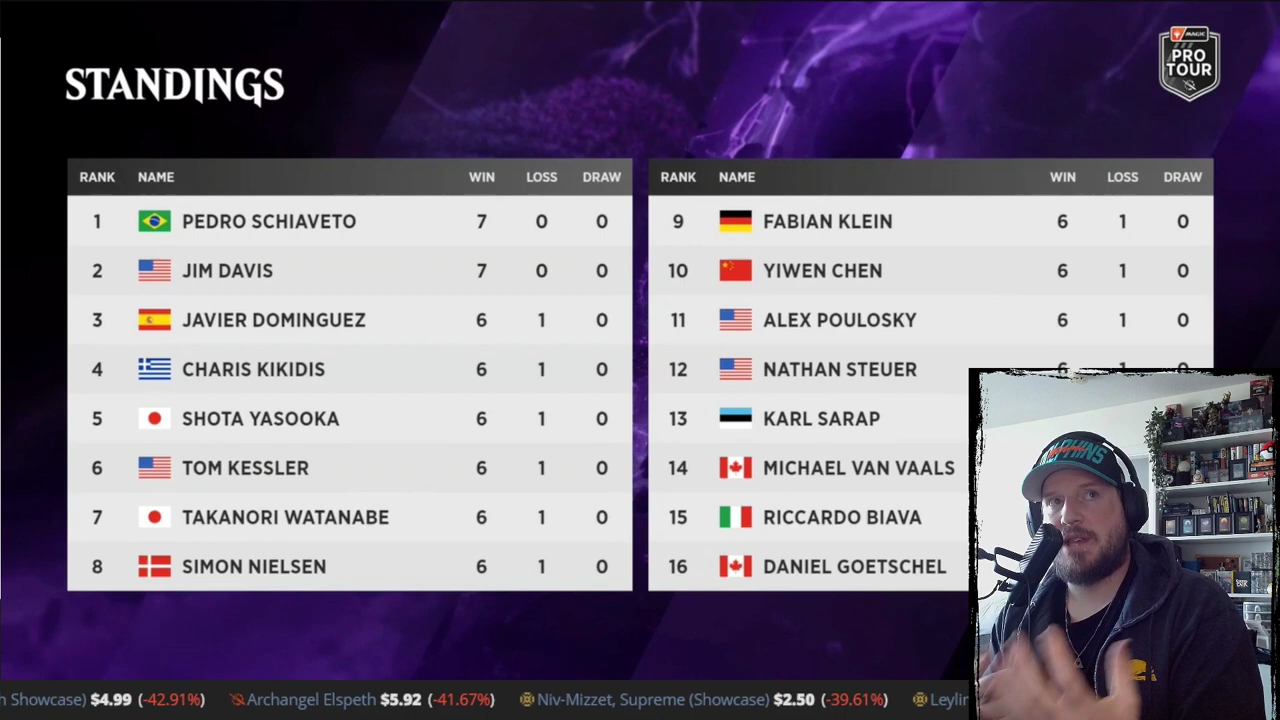 STANDINGS
MAGIC
PRO
TOUR
RANK NAME WIN LOSS DRAW
1 PEDRO SCHIAVETO 7 0 0
2 JIM DAVIS 7 0 0
3 JAVIER DOMINGUEZ 6 1 0
4 CHARIS KIKIDIS 6 1 0
5 SHOTA YASOOKA 6 1 0
6 TOM KESSLER 6 1 0
7 TAKANORI WATANABE 6 1 0
8 SIMON NIELSEN 6 1 0
RANK NAME WIN LOSS DRAW
9 FABIAN KLEIN 6 1 0
10 YIWEN CHEN 6 1 0
11 ALEX POULOSKY 6 1 0
12 NATHAN STEUER
13 KARL SARAP
14 MICHAEL VAN VAALS
15 RICCARDO BIAVA
16 DANIEL GOETSCHEL
DOLPHINS
h Showcase) $4.99 (-42.91%) Archangel Elspeth $5.92 (-41.67%) Niv-Mizzet, Supreme (Showcase) $2.50 (-39.61%) Leylin